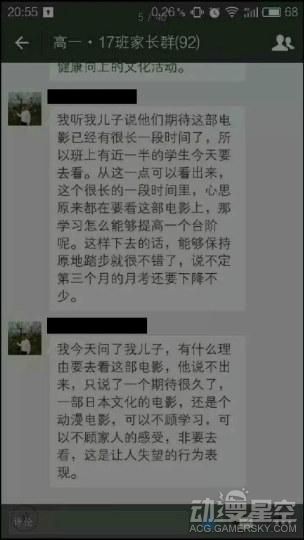 20:55
5 / 40
0.26%
68
高一·17班家长群(92)
健康向上的文化活动。
我听我儿子说他们期待这部电
影已经有很长一段时间了，所
以班上有近一半的学生今天要
去看。从这一点可以看出来，
这个很长的一段时间里，心思
原来都在要看这部电影上，那
学习怎么能够提高一个台阶
呢。这样下去的话，能够保持
原地踏步就很不错了，说不定
第三个月的月考还要下降不
少。
我今天问了我儿子，有什么理
由要去看这部电影，他说不出
来，只说了一个期待很久了，
一部日本文化的电影，还是个
动漫电影，可以不顾学习，可
以不顾家人的感受，非要去
看，这是让人失望的行为表
现。
评论
动漫星空
ACG.GAMERSKY.COM